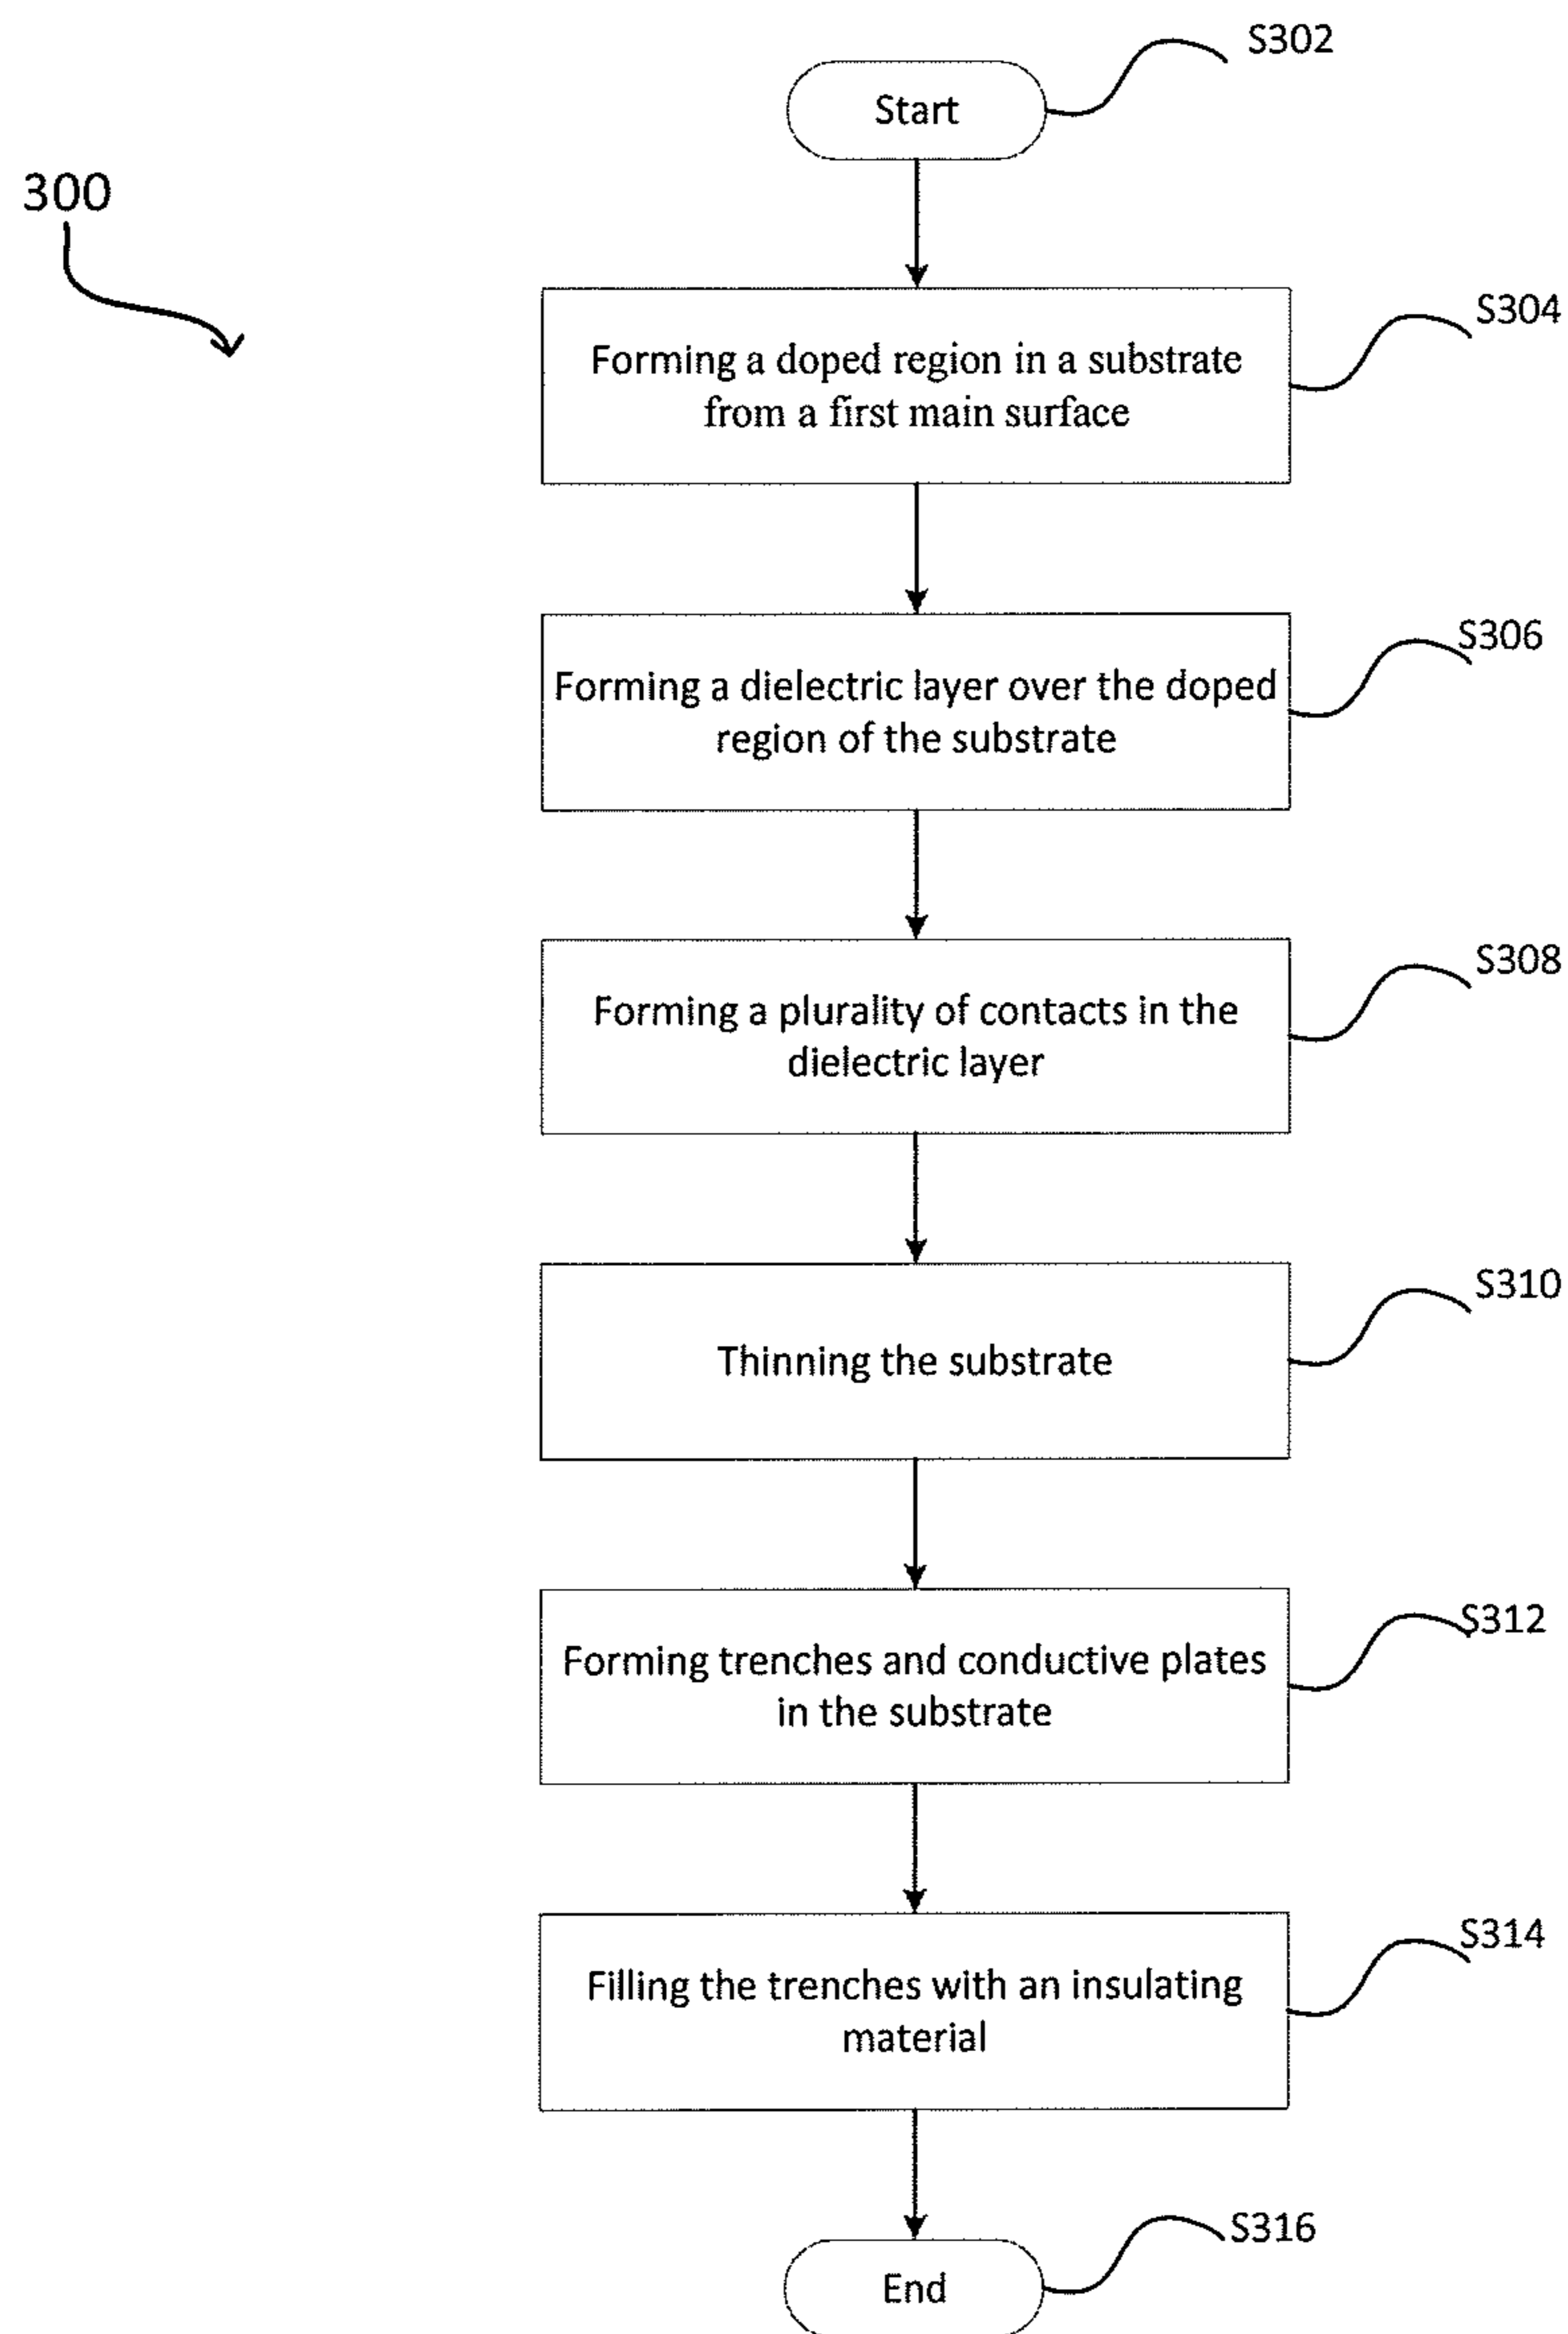 S302
Start
300
S304
Forming a doped region in a substrate
from a first main surface
S306
Forming a dielectric layer over the doped
region of the substrate
S308
Forming a plurality of contacts in the
dielectric layer
S310
Thinning the substrate
S312
Forming trenches and conductive plates
in the substrate
S314
Filling the trenches with an insulating
material
S316
End